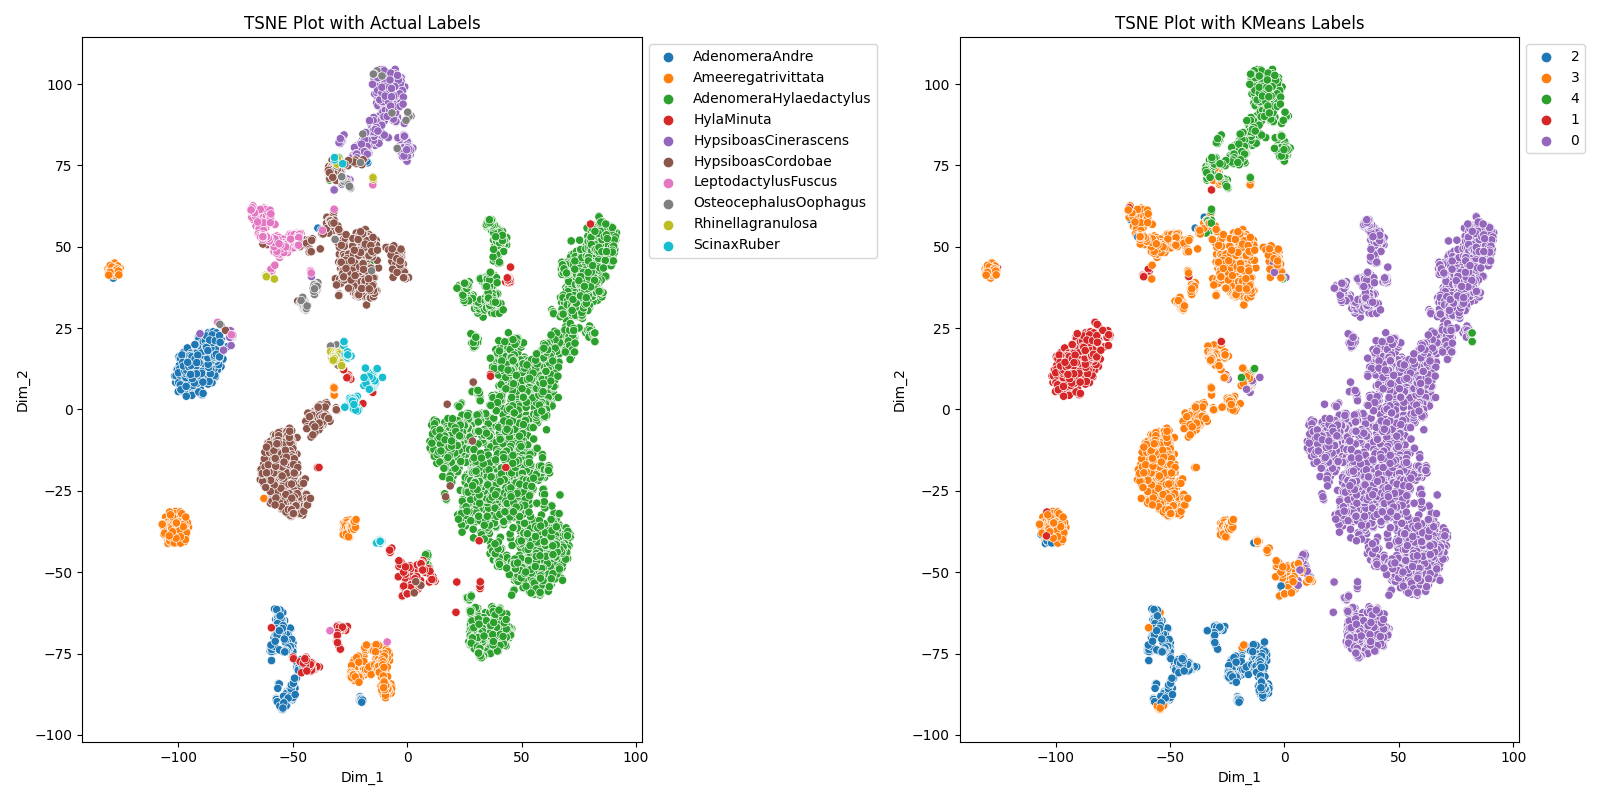 TSNE Plot with Actual Labels
Dim_2
100
75
50
25
0
−25
−50
−75
−100
−100
−50
0
50
100
Dim_1
AdenomeraAndre
Ameeregatrivittata
AdenomeraHylaedactylus
HylaMinuta
HypsiboasCinerascens
HypsiboasCordobae
LeptodactylusFuscus
OsteocephalusOophagus
Rhinellagranulosa
ScinaxRuber
TSNE Plot with KMeans Labels
Dim_2
100
75
50
25
0
−25
−50
−75
−100
−100
−50
0
50
100
Dim_1
2
3
4
1
0